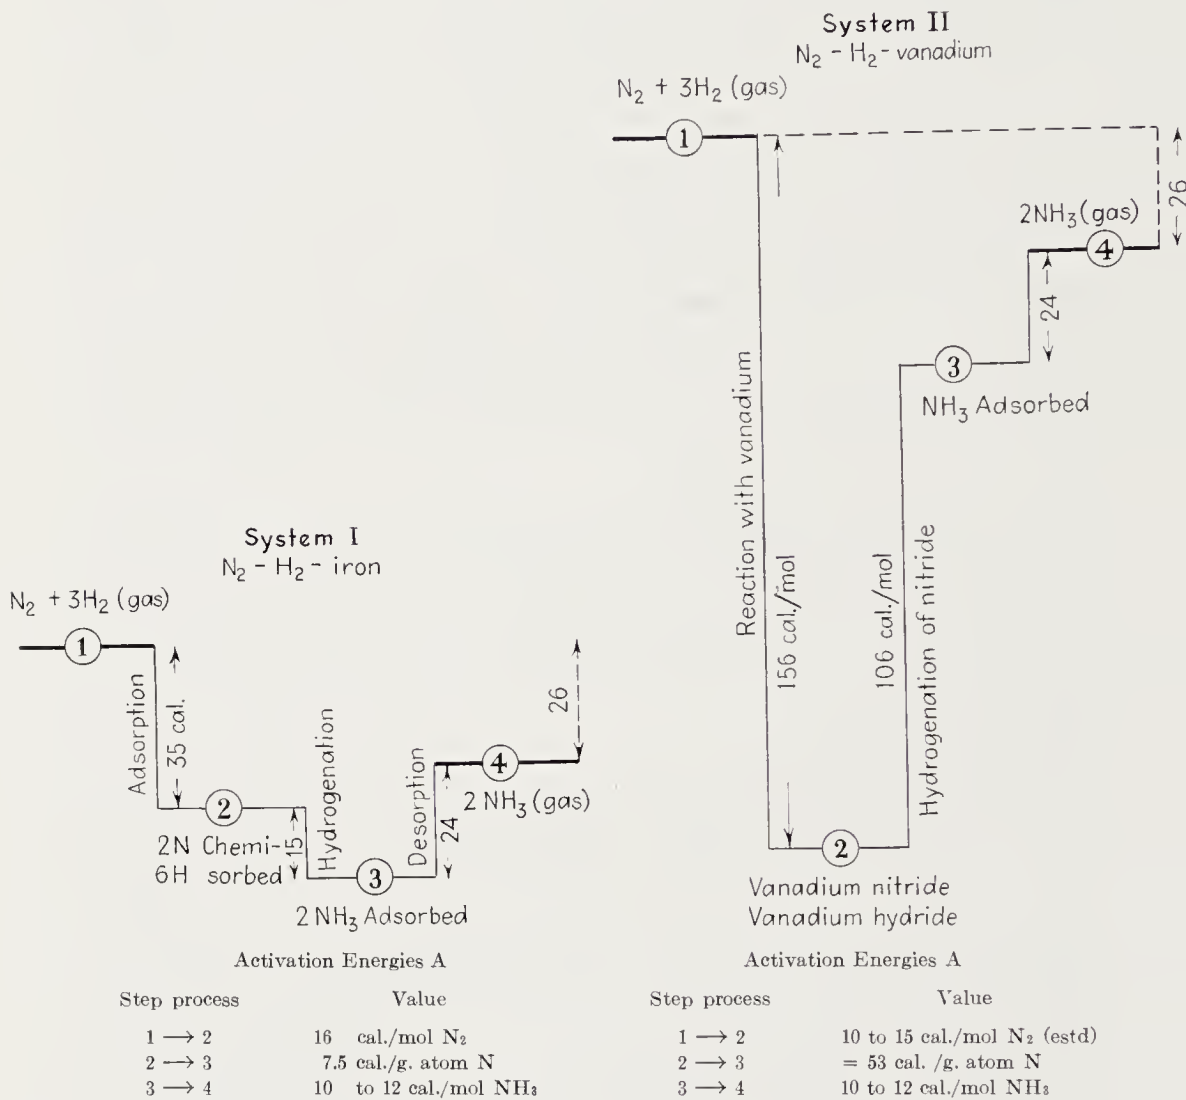 System II
N₂ - H₂ - vanadium
N₂ + 3H₂ (gas)
1
26
2NH₃ (gas)
4
24
3
NH₃ Adsorbed
Reaction with vanadium
156 cal./mol
106 cal./mol
Hydrogenation of nitride
2
Vanadium nitride
Vanadium hydride
System I
N₂ - H₂ - iron
N₂ + 3H₂ (gas)
1
Adsorption
35 cal.
2
2N Chemi-
6H sorbed
15
Hydrogenation
3
2 NH₃ Adsorbed
Desorption
24
4
2 NH₃ (gas)
26
Activation Energies A
Step process Value
1 → 2 16 cal./mol N₂
2 → 3 7.5 cal./g. atom N
3 → 4 10 to 12 cal./mol NH₃
Activation Energies A
Step process Value
1 → 2 10 to 15 cal./mol N₂ (estd)
2 → 3 = 53 cal. /g. atom N
3 → 4 10 to 12 cal./mol NH₃